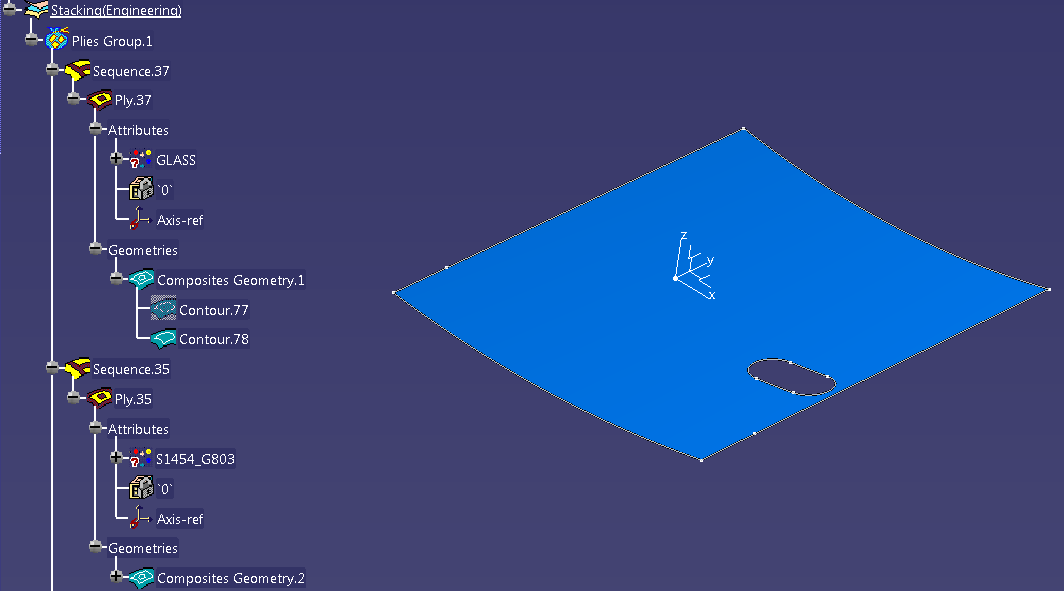 Stacking(Engineering)
Plies Group.1
Sequence.37
Ply.37
Attributes
GLASS
`0`
Axis-ref
Geometries
Composites Geometry.1
Contour.77
Contour.78
Sequence.35
Ply.35
Attributes
S1454_G803
`0`
Axis-ref
Geometries
Composites Geometry.2
z
y
x